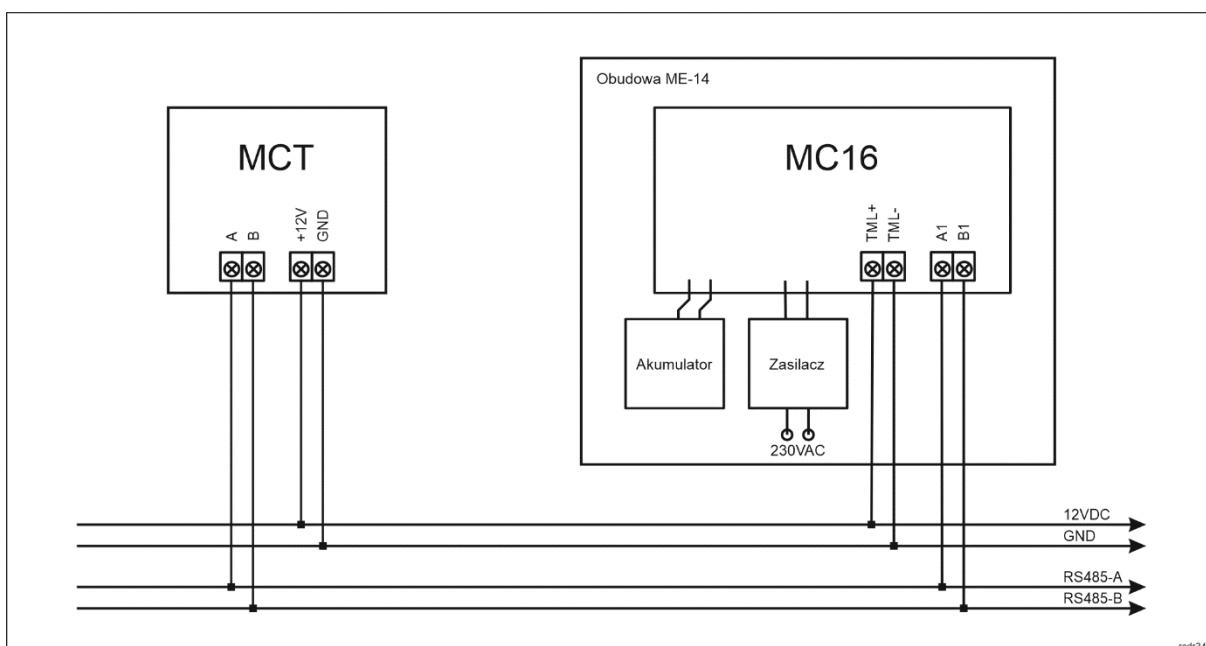 Obudowa ME-14
MCT
MC16
A
B
+12V
GND
TML+
TML-
A1
B1
Akumulator
Zasilacz
230VAC
12VDC
GND
RS485-A
RS485-B